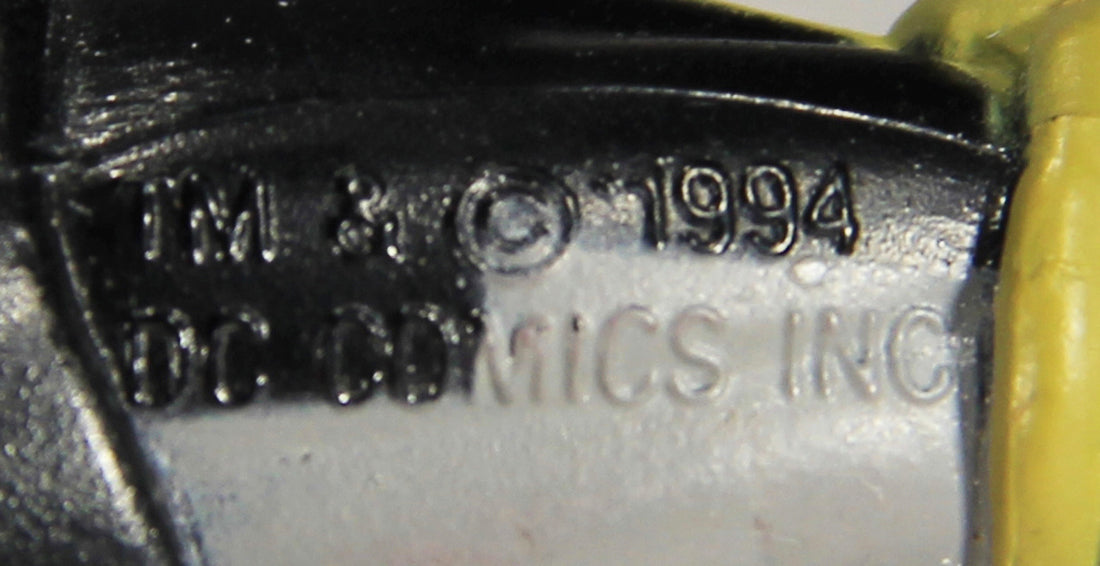 TM & © 1994
DC COMICS INC